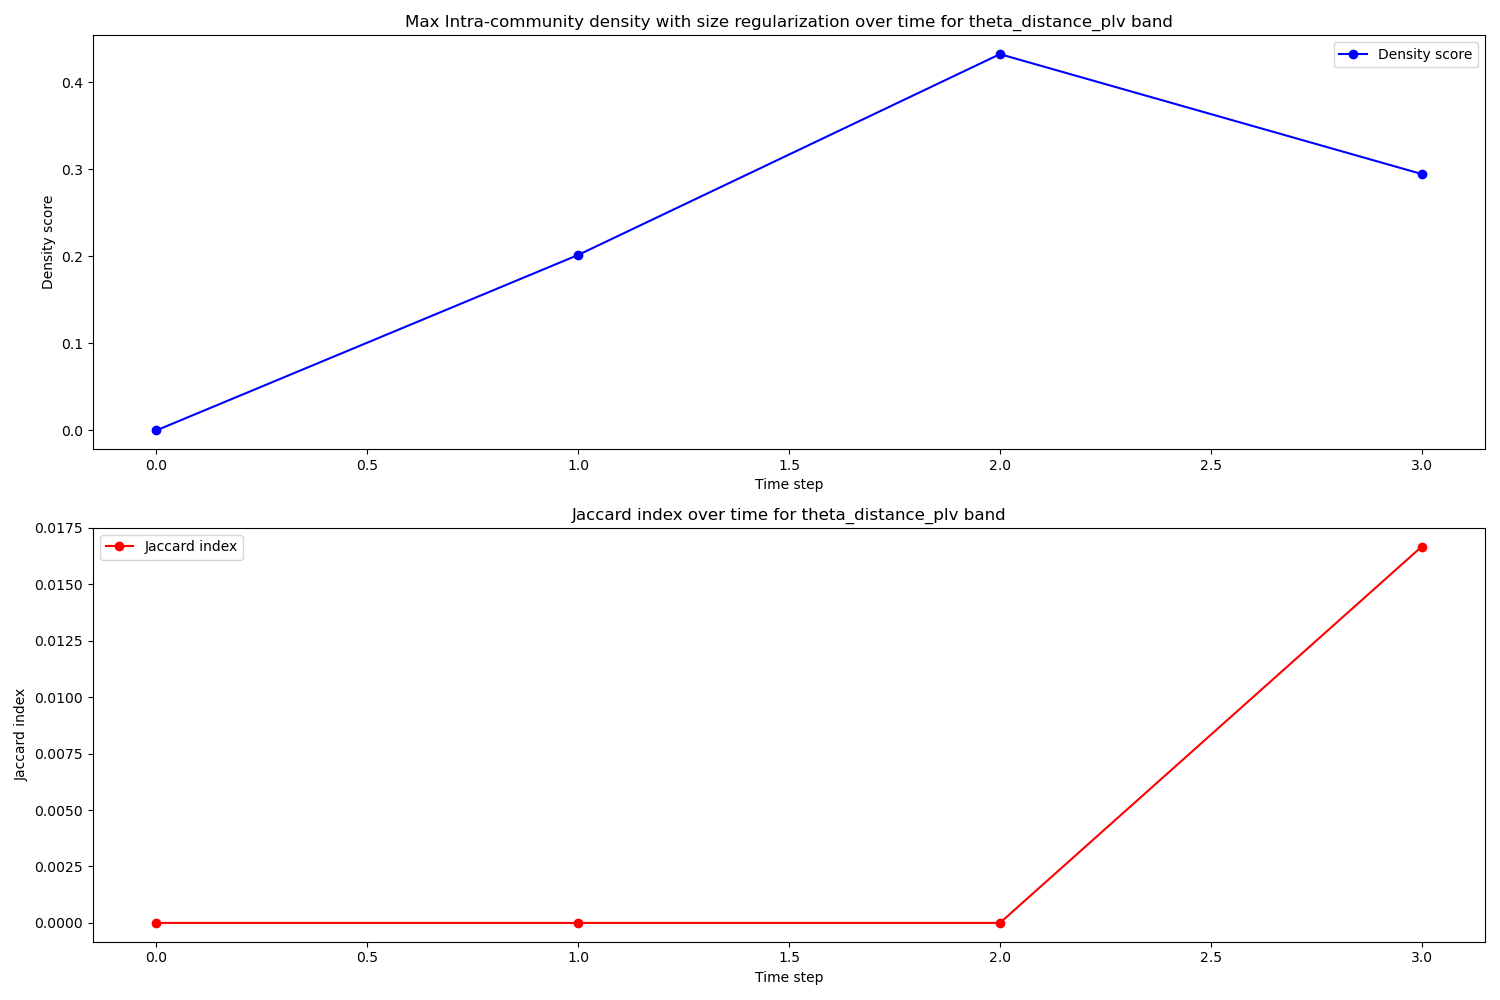 Max Intra-community density with size regularization over time for theta_distance_plv band
Density score
Density score
0.4
0.3
0.2
0.1
0.0
0.0 0.5 1.0 1.5 2.0 2.5 3.0
Time step
Jaccard index over time for theta_distance_plv band
Jaccard index
Jaccard index
0.0175
0.0150
0.0125
0.0100
0.0075
0.0050
0.0025
0.0000
0.0 0.5 1.0 1.5 2.0 2.5 3.0
Time step